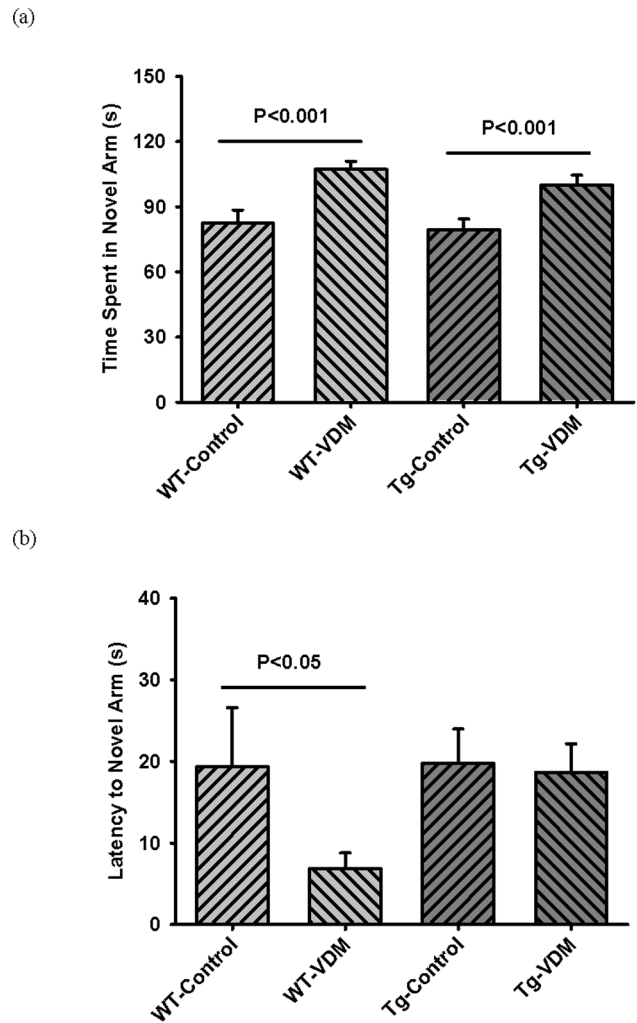 (a)
Time Spent in Novel Arm (s)
150
120
90
60
30
0
P<0.001
P<0.001
WT-Control
WT-VDM
Tg-Control
Tg-VDM
(b)
Latency to Novel Arm (s)
40
30
20
10
0
P<0.05
WT-Control
WT-VDM
Tg-Control
Tg-VDM